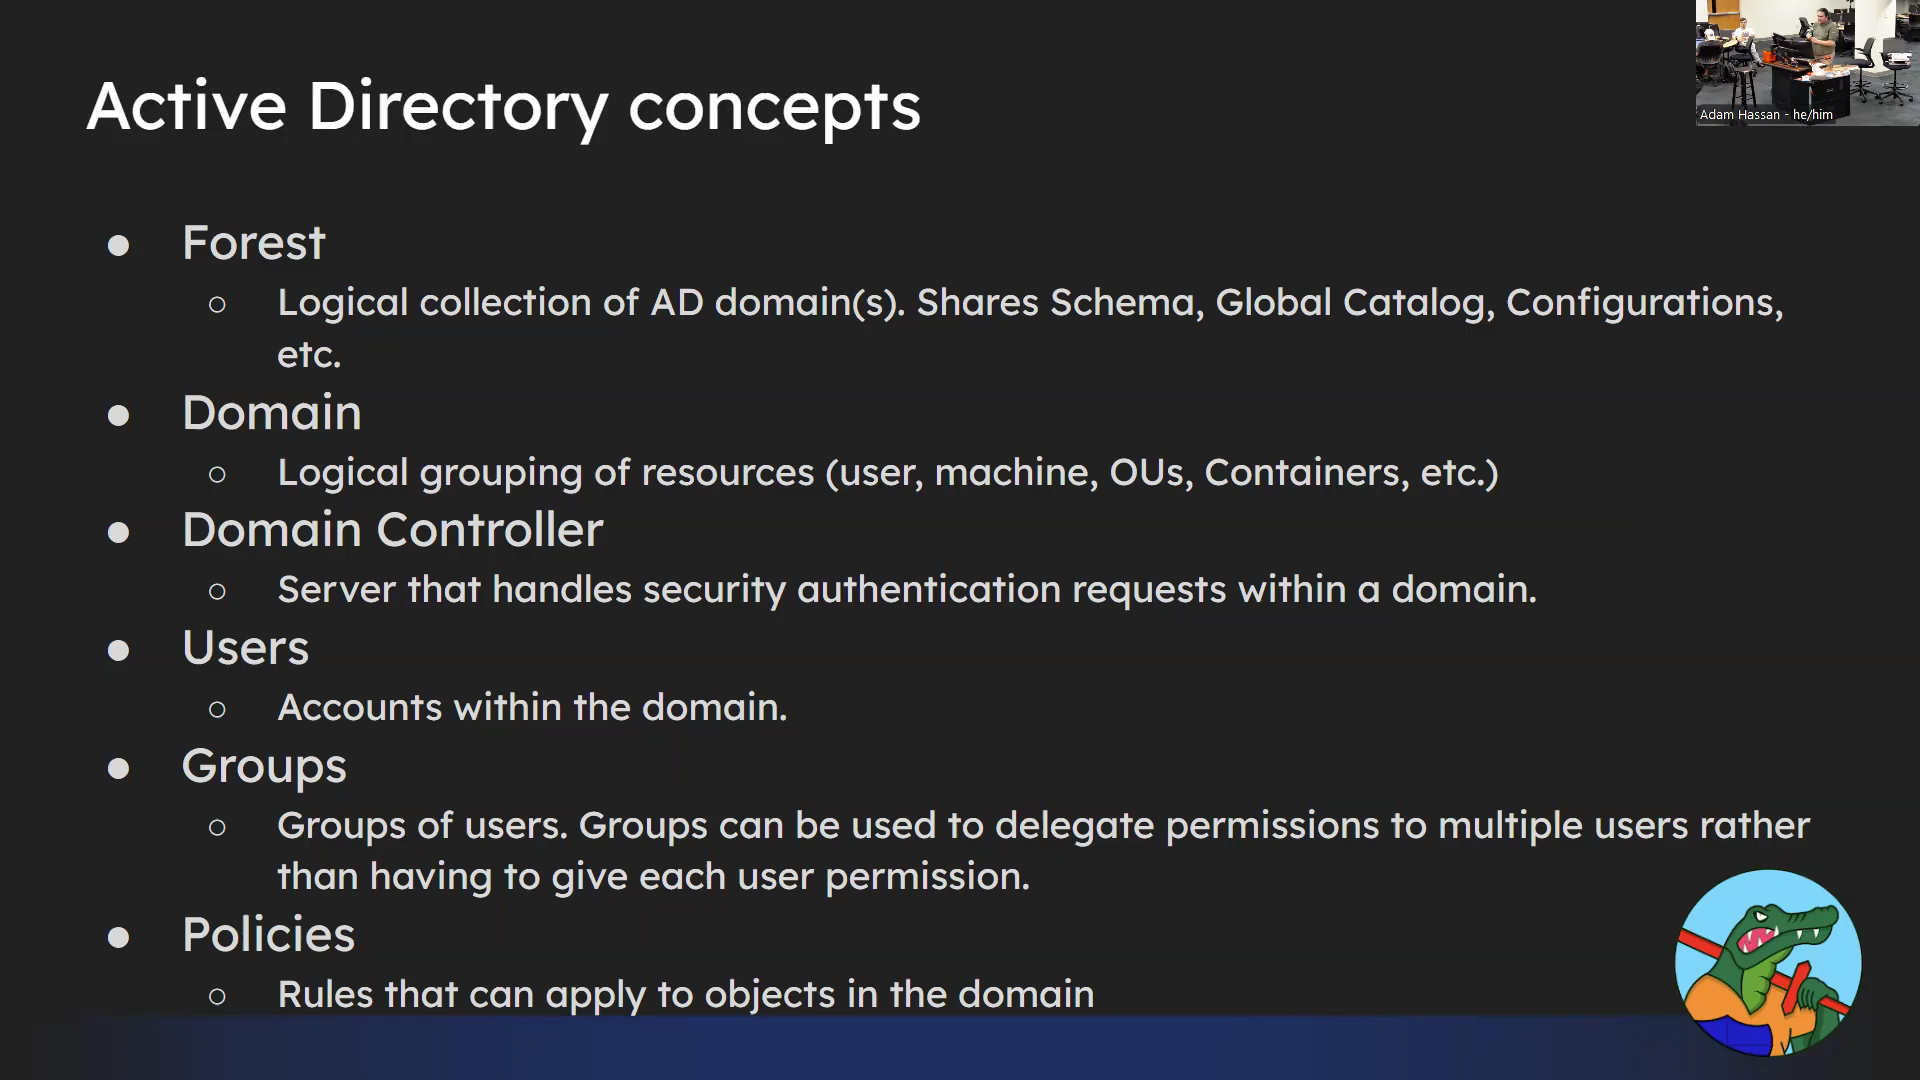 Active Directory concepts
Adam Hassan - he/him
● Forest
○ Logical collection of AD domain(s). Shares Schema, Global Catalog, Configurations,
etc.
● Domain
○ Logical grouping of resources (user, machine, OUs, Containers, etc.)
● Domain Controller
○ Server that handles security authentication requests within a domain.
● Users
○ Accounts within the domain.
● Groups
○ Groups of users. Groups can be used to delegate permissions to multiple users rather
than having to give each user permission.
● Policies
○ Rules that can apply to objects in the domain